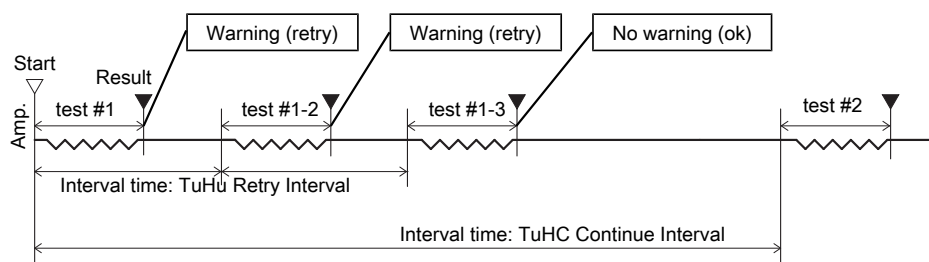 Warning (retry)
Warning (retry)
No warning (ok)
Start
Result
test #1
test #1-2
test #1-3
test #2
Amp.
Interval time: TuHu Retry Interval
Interval time: TuHC Continue Interval